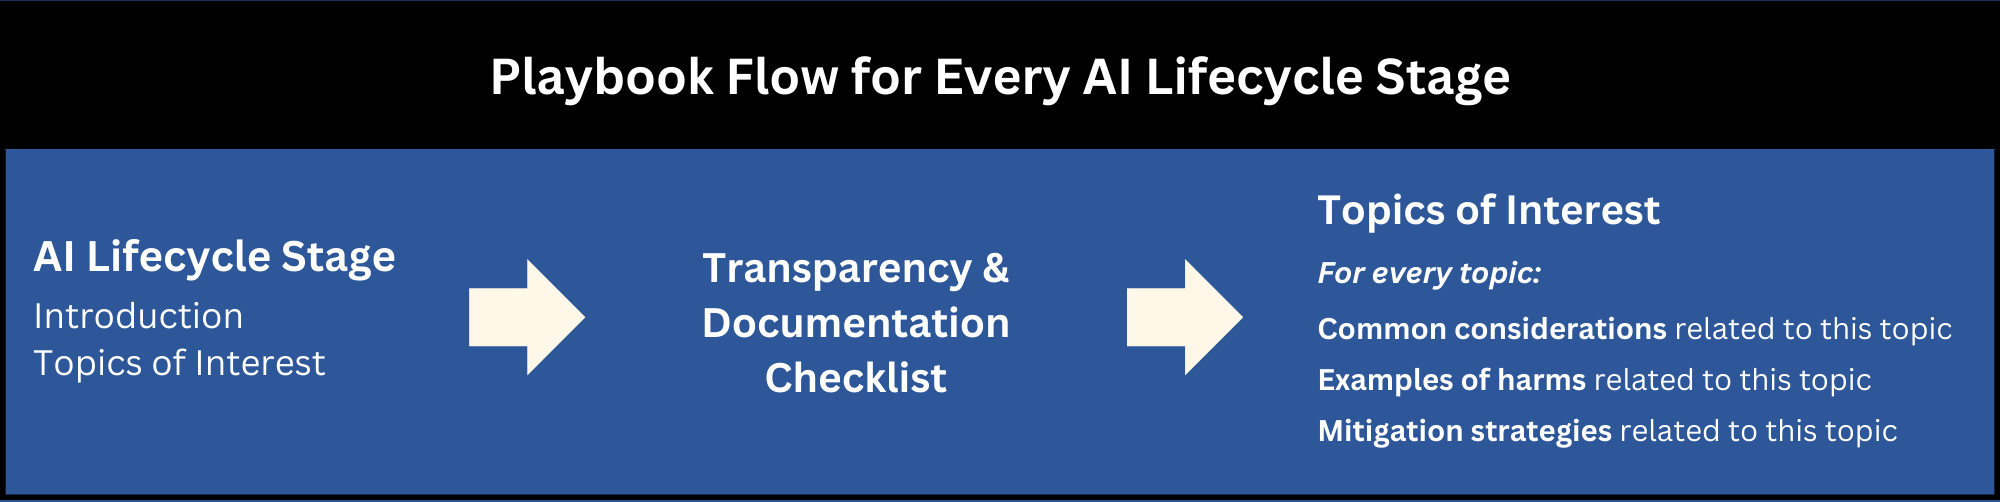 Playbook Flow for Every AI Lifecycle Stage
AI Lifecycle Stage
Introduction
Topics of Interest
Transparency &
Documentation
Checklist
Topics of Interest
For every topic:
Common considerations related to this topic
Examples of harms related to this topic
Mitigation strategies related to this topic